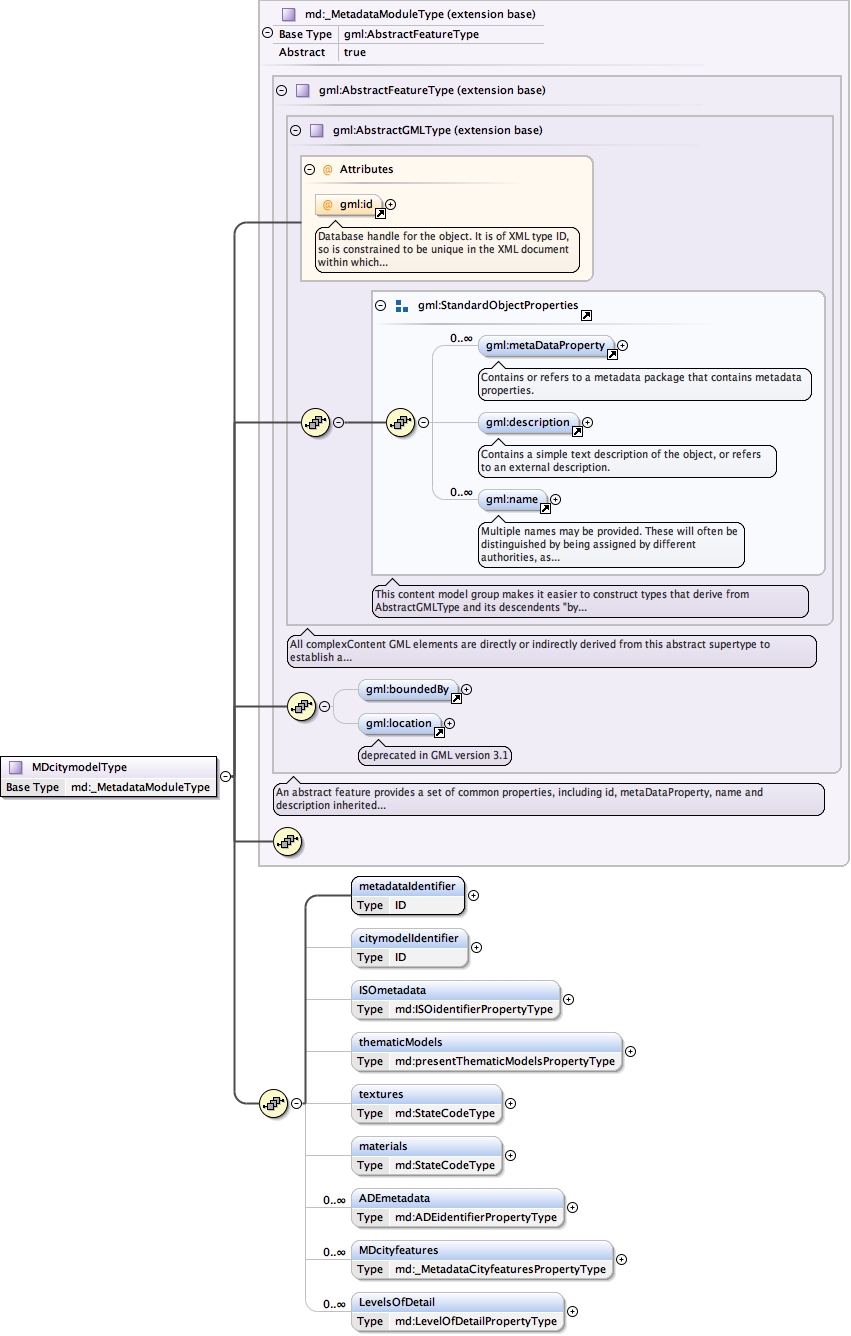 md:_MetadataModuleType (extension base)
Base Type gml:AbstractFeatureType
Abstract true
gml:AbstractFeatureType (extension base)
gml:AbstractGMLType (extension base)
@ Attributes
@ gml:id
Database handle for the object. It is of XML type ID,
so is constrained to be unique in the XML document
within which...
gml:StandardObjectProperties
0..∞
gml:metaDataProperty
Contains or refers to a metadata package that contains metadata
properties.
gml:description
Contains a simple text description of the object, or refers
to an external description.
0..∞
gml:name
Multiple names may be provided. These will often be
distinguished by being assigned by different
authorities, as...
This content model group makes it easier to construct types that derive from
AbstractGMLType and its descendents "by...
All complexContent GML elements are directly or indirectly derived from this abstract supertype to
establish a...
gml:boundedBy
gml:location
deprecated in GML version 3.1
MDcitymodelType
Base Type md:_MetadataModuleType
An abstract feature provides a set of common properties, including id, metaDataProperty, name and
description inherited...
metadataIdentifier
Type ID
citymodelIdentifier
Type ID
ISOmetadata
Type md:ISOidentifierPropertyType
thematicModels
Type md:presentThematicModelsPropertyType
textures
Type md:StateCodeType
materials
Type md:StateCodeType
0..∞
ADEmetadata
Type md:ADEidentifierPropertyType
0..∞
MDcityfeatures
Type md:_MetadataCityfeaturesPropertyType
0..∞
LevelsOfDetail
Type md:LevelOfDetailPropertyType